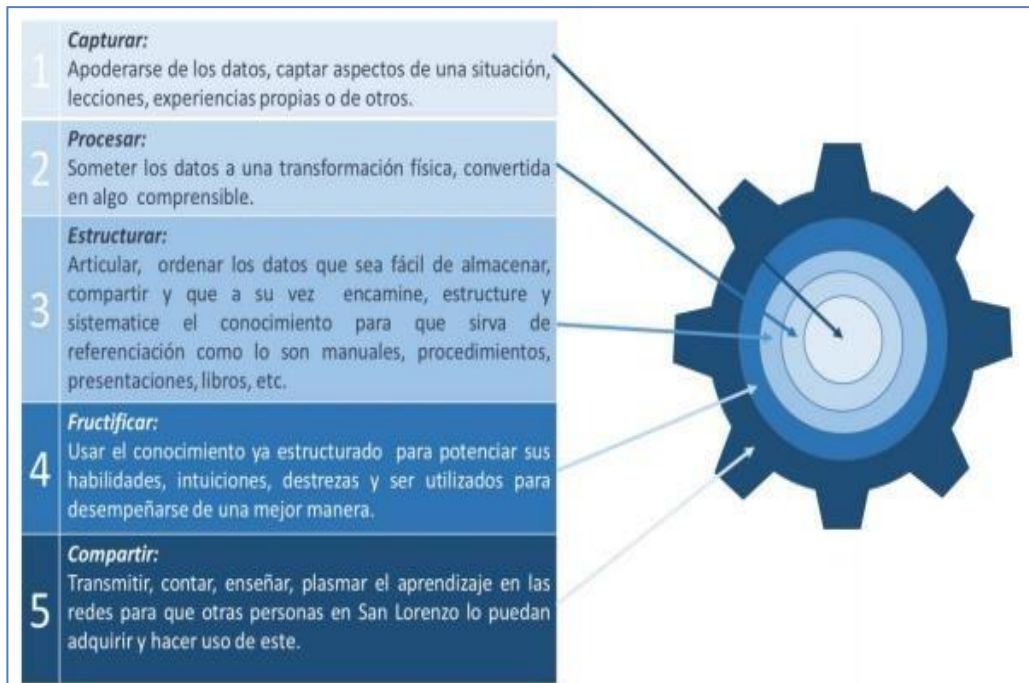 1
Capturar:
Apoderarse de los datos, captar aspectos de una situación,
lecciones, experiencias propias o de otros.
2
Procesar:
Someter los datos a una transformación física, convertida
en algo comprensible.
3
Estructurar:
Articular, ordenar los datos que sea fácil de almacenar,
compartir y que a su vez encamine, estructure y
sistematice el conocimiento para que sirva de
referenciación como lo son manuales, procedimientos,
presentaciones, libros, etc.
4
Fructificar:
Usar el conocimiento ya estructurado para potenciar sus
habilidades, intuiciones, destrezas y ser utilizados para
desempeñarse de una mejor manera.
5
Compartir:
Transmitir, contar, enseñar, plasmar el aprendizaje en las
redes para que otras personas en San Lorenzo lo puedan
adquirir y hacer uso de este.